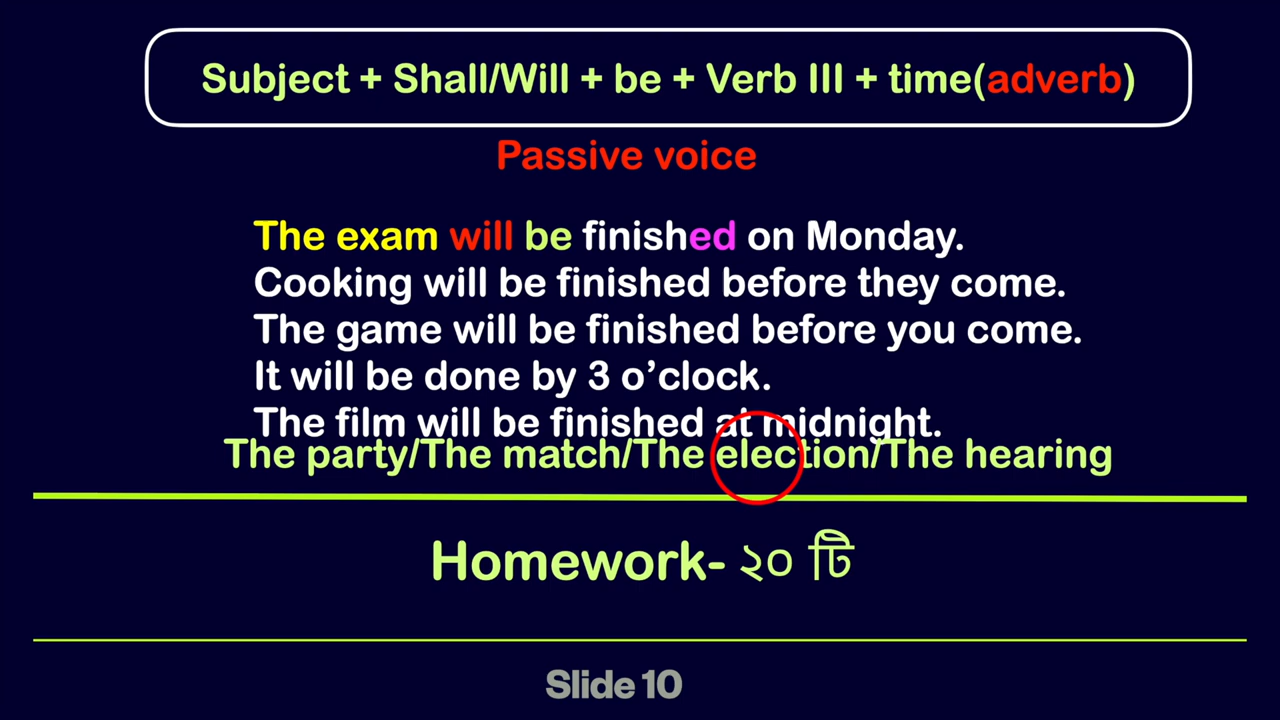 Subject + Shall/Will + be + Verb III + time(adverb)
Passive voice
The exam will be finished on Monday.
Cooking will be finished before they come.
The game will be finished before you come.
It will be done by 3 o’clock.
The film will be finished at midnight.
The party/The match/The election/The hearing
Homework- ২০ টি
Slide 10